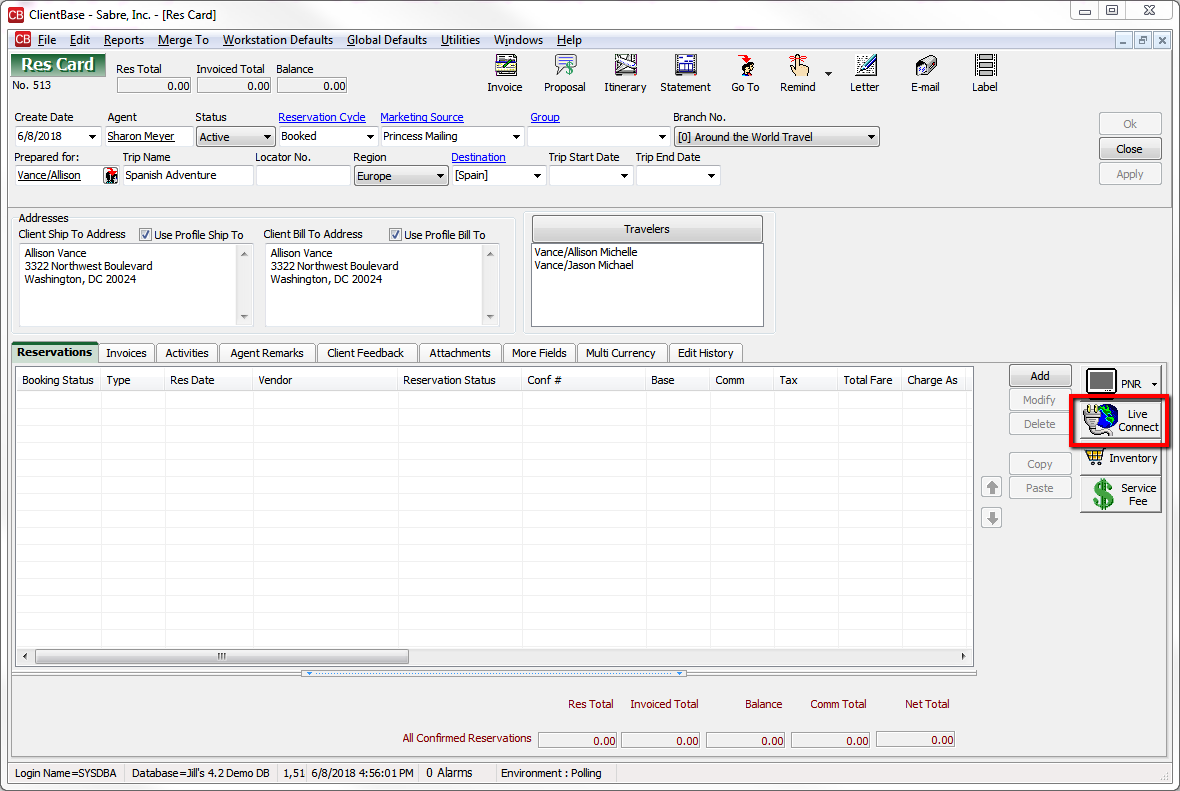 CB ClientBase - Sabre, Inc. - [Res Card]
CB File Edit Reports Merge To Workstation Defaults Global Defaults Utilities Windows Help
Res Card
No. 513
Res Total Invoiced Total Balance
0.00 0.00 0.00
Invoice Proposal Itinerary Statement Go To Remind Letter E-mail Label
Create Date Agent Status Reservation Cycle Marketing Source Group Branch No.
6/8/2018 Sharon Meyer Active Booked Princess Mailing [0] Around the World Travel
Prepared for: Trip Name Locator No. Region Destination Trip Start Date Trip End Date
Vance/Allison Spanish Adventure Europe [Spain]
Ok
Close
Apply
Addresses
Client Ship To Address Use Profile Ship To
Allison Vance
3322 Northwest Boulevard
Washington, DC 20024
Client Bill To Address Use Profile Bill To
Allison Vance
3322 Northwest Boulevard
Washington, DC 20024
Travelers
Vance/Allison Michelle
Vance/Jason Michael
Reservations Invoices Activities Agent Remarks Client Feedback Attachments More Fields Multi Currency Edit History
Booking Status Type Res Date Vendor Reservation Status Conf # Base Comm Tax Total Fare Charge As
Add
Modify
Delete
Copy
Paste
PNR
Live
Connect
Inventory
Service
Fee
Res Total Invoiced Total Balance Comm Total Net Total
All Confirmed Reservations 0.00 0.00 0.00 0.00 0.00
Login Name=SYSDBA Database=Jill's 4.2 Demo DB 1,51 6/8/2018 4:56:01 PM 0 Alarms Environment : Polling